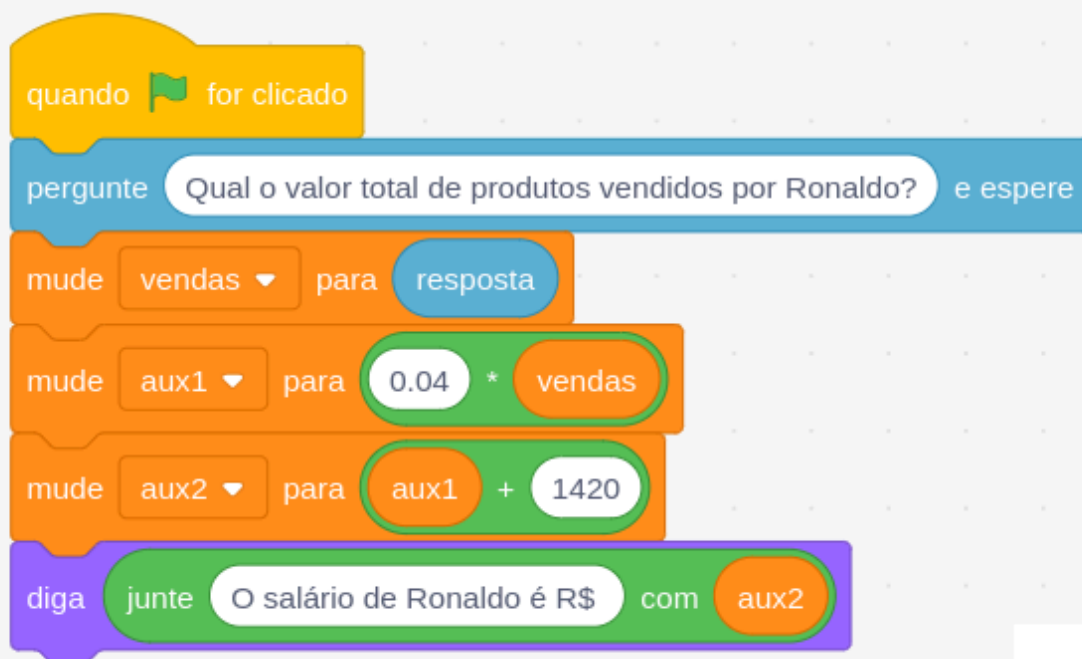 quando for clicado
pergunte Qual o valor total de produtos vendidos por Ronaldo? e espere
mude vendas para resposta
mude aux1 para 0.04 * vendas
mude aux2 para aux1 + 1420
diga junte O salário de Ronaldo é R$ com aux2